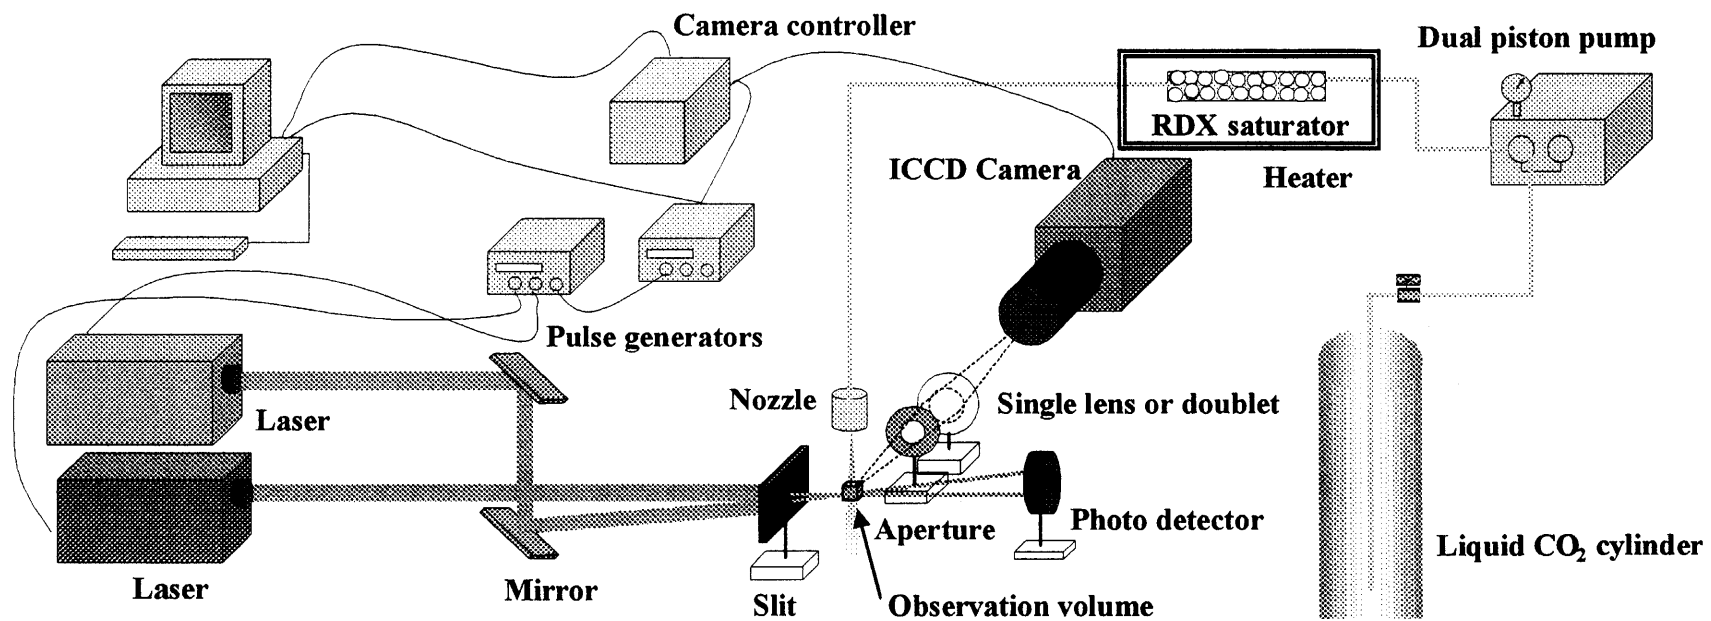 Camera controller
Dual piston pump
RDX saturator
ICCD Camera
Heater
Pulse generators
Nozzle
Single lens or doublet
Laser
Aperture
Photo detector
Liquid CO₂ cylinder
Laser
Mirror
Slit
Observation volume